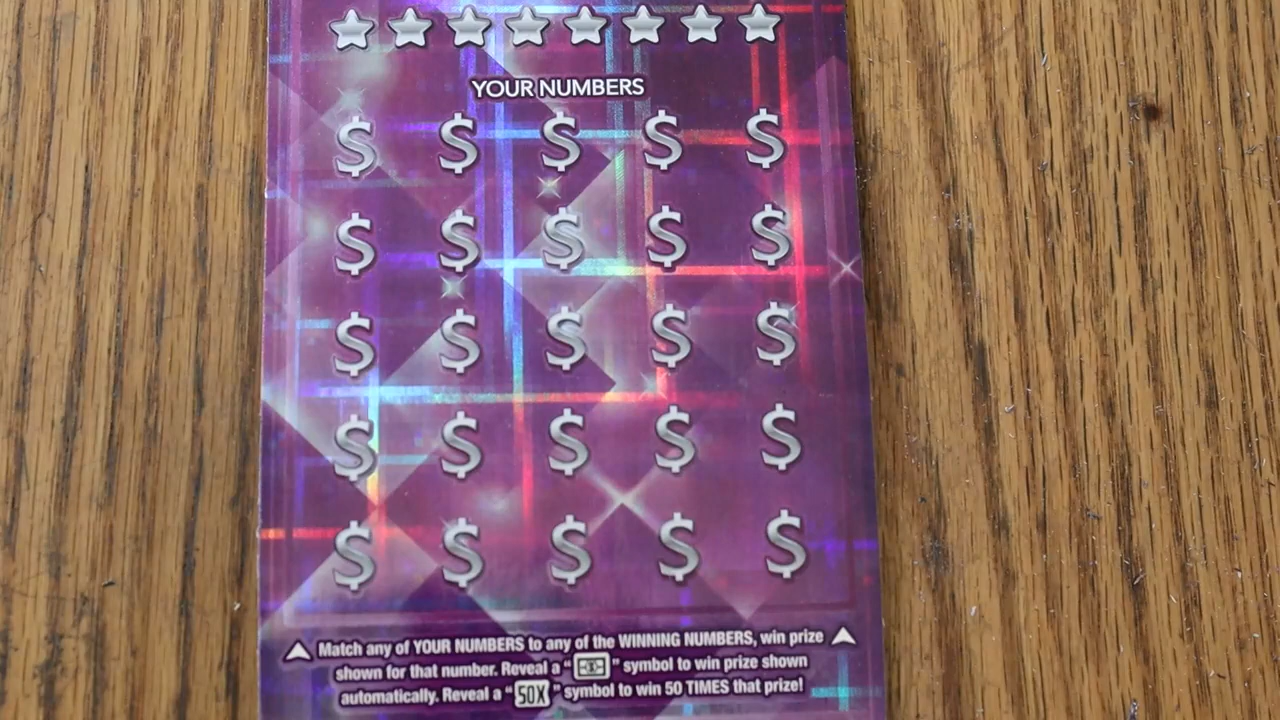 YOUR NUMBERS
$ $ $ $ $
$ $ $ $ $
$ $ $ $ $
$ $ $ $ $
$ $ $ $ $
Match any of YOUR NUMBERS to any of the WINNING NUMBERS, win prize
shown for that number. Reveal a " " symbol to win prize shown
automatically. Reveal a "50X" symbol to win 50 TIMES that prize!